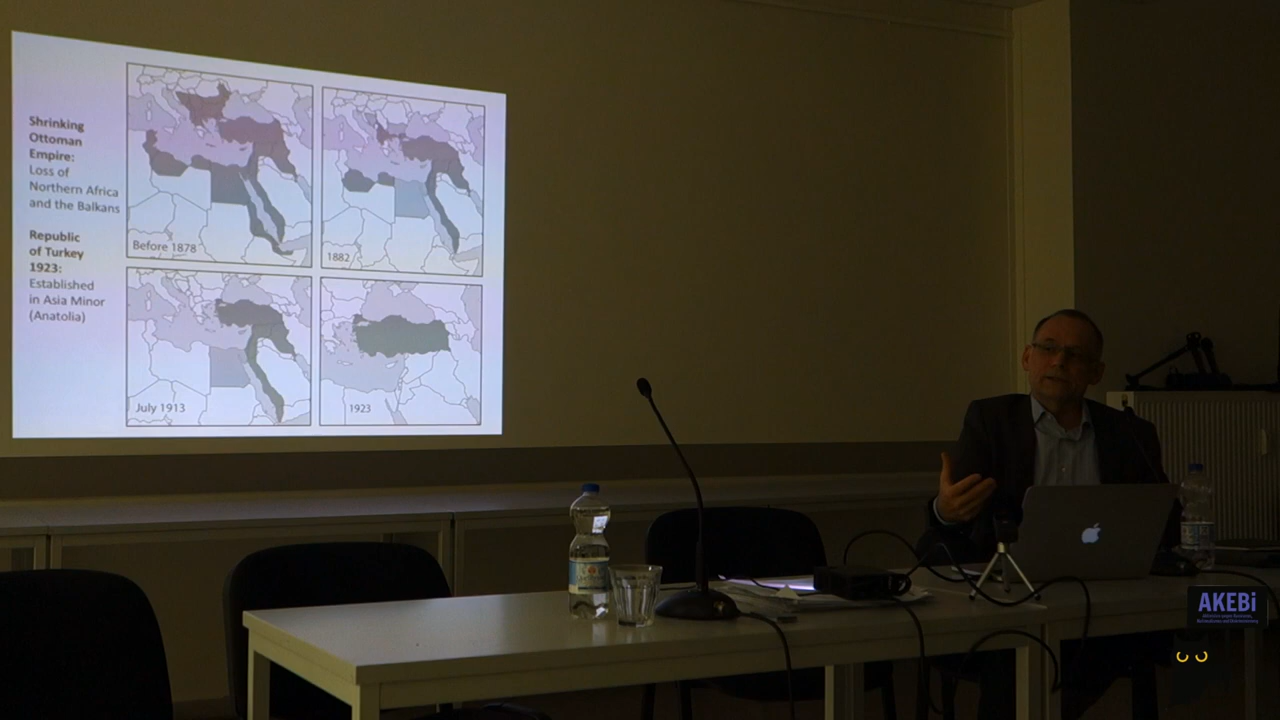 Shrinking
Ottoman
Empire:
Loss of
Northern Africa
and the Balkans
Republic
of Turkey
1923:
Established
in Asia Minor
(Anatolia)
Before 1878
1882
July 1913
1923
AKEBi